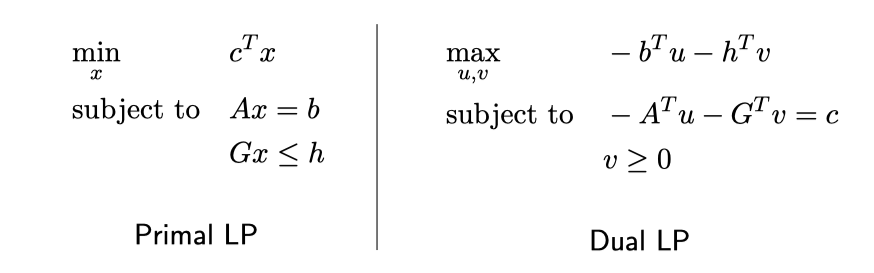 min c^T x
x
subject to Ax = b
Gx ≤ h
Primal LP
max − b^T u − h^T v
u,v
subject to − A^T u − G^T v = c
v ≥ 0
Dual LP